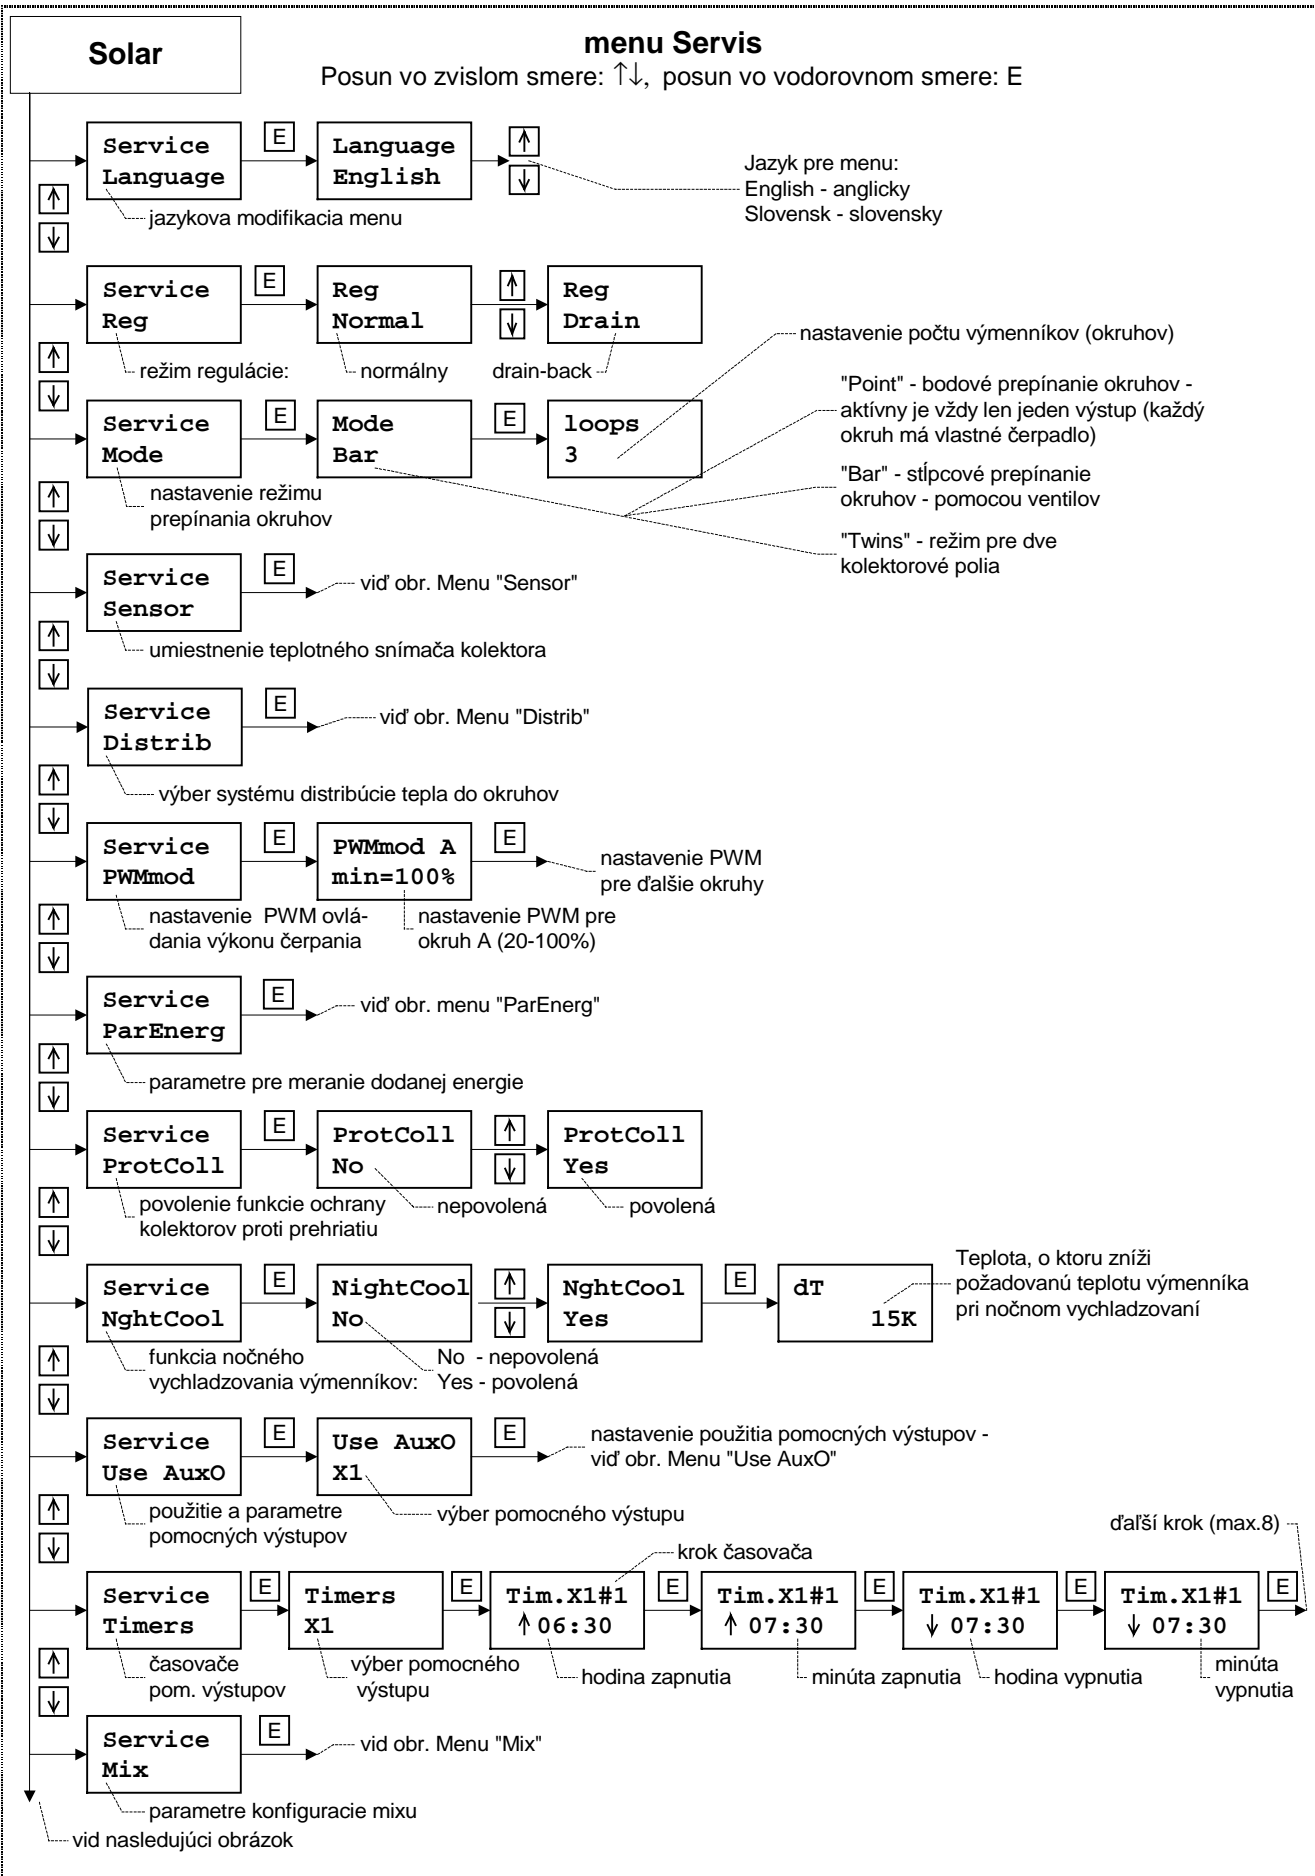 Solar
menu Servis
Posun vo zvislom smere: ↑↓, posun vo vodorovnom smere: E
Service
Language
E
Language
English
↑
↓
Jazyk pre menu:
English - anglicky
Slovensk - slovensky
jazykova modifikacia menu
↑
↓
Service
Reg
E
Reg
Normal
↑
↓
Reg
Drain
režim regulácie:
normálny
drain-back
nastavenie počtu výmenníkov (okruhov)
↑
↓
Service
Mode
E
Mode
Bar
E
loops
3
"Point" - bodové prepínanie okruhov -
aktívny je vždy len jeden výstup (každý
okruh má vlastné čerpadlo)
"Bar" - stĺpcové prepínanie
okruhov - pomocou ventilov
"Twins" - režim pre dve
kolektorové polia
nastavenie režimu
prepínania okruhov
↑
↓
Service
Sensor
E
viď obr. Menu "Sensor"
umiestnenie teplotného snímača kolektora
↑
↓
Service
Distrib
E
viď obr. Menu "Distrib"
výber systému distribúcie tepla do okruhov
↑
↓
Service
PWMmod
E
PWMmod A
min=100%
E
nastavenie PWM
pre ďalšie okruhy
nastavenie PWM ovlá-
dania výkonu čerpania
nastavenie PWM pre
okruh A (20-100%)
↑
↓
Service
ParEnerg
E
viď obr. menu "ParEnerg"
parametre pre meranie dodanej energie
↑
↓
Service
ProtColl
E
ProtColl
No
↑
↓
ProtColl
Yes
povolenie funkcie ochrany
kolektorov proti prehriatiu
nepovolená
povolená
↑
↓
Service
NghtCool
E
NightCool
No
↑
↓
NghtCool
Yes
E
dT
15K
Teplota, o ktoru zníži
požadovanú teplotu výmenníka
pri nočnom vychladzovaní
funkcia nočného
vychladzovania výmenníkov:
No - nepovolená
Yes - povolená
↑
↓
Service
Use AuxO
E
Use AuxO
X1
E
nastavenie použitia pomocných výstupov -
viď obr. Menu "Use AuxO"
použitie a parametre
pomocných výstupov
výber pomocného výstupu
↑
↓
ďaľší krok (max.8)
krok časovača
Service
Timers
E
Timers
X1
E
Tim.X1#1
↑ 06:30
E
Tim.X1#1
↑ 07:30
E
Tim.X1#1
↓ 07:30
E
Tim.X1#1
↓ 07:30
E
časovače
pom. výstupov
výber pomocného
výstupu
hodina zapnutia
minúta zapnutia
hodina vypnutia
minúta
vypnutia
↑
↓
Service
Mix
E
vid obr. Menu "Mix"
parametre konfiguracie mixu
vid nasledujúci obrázok